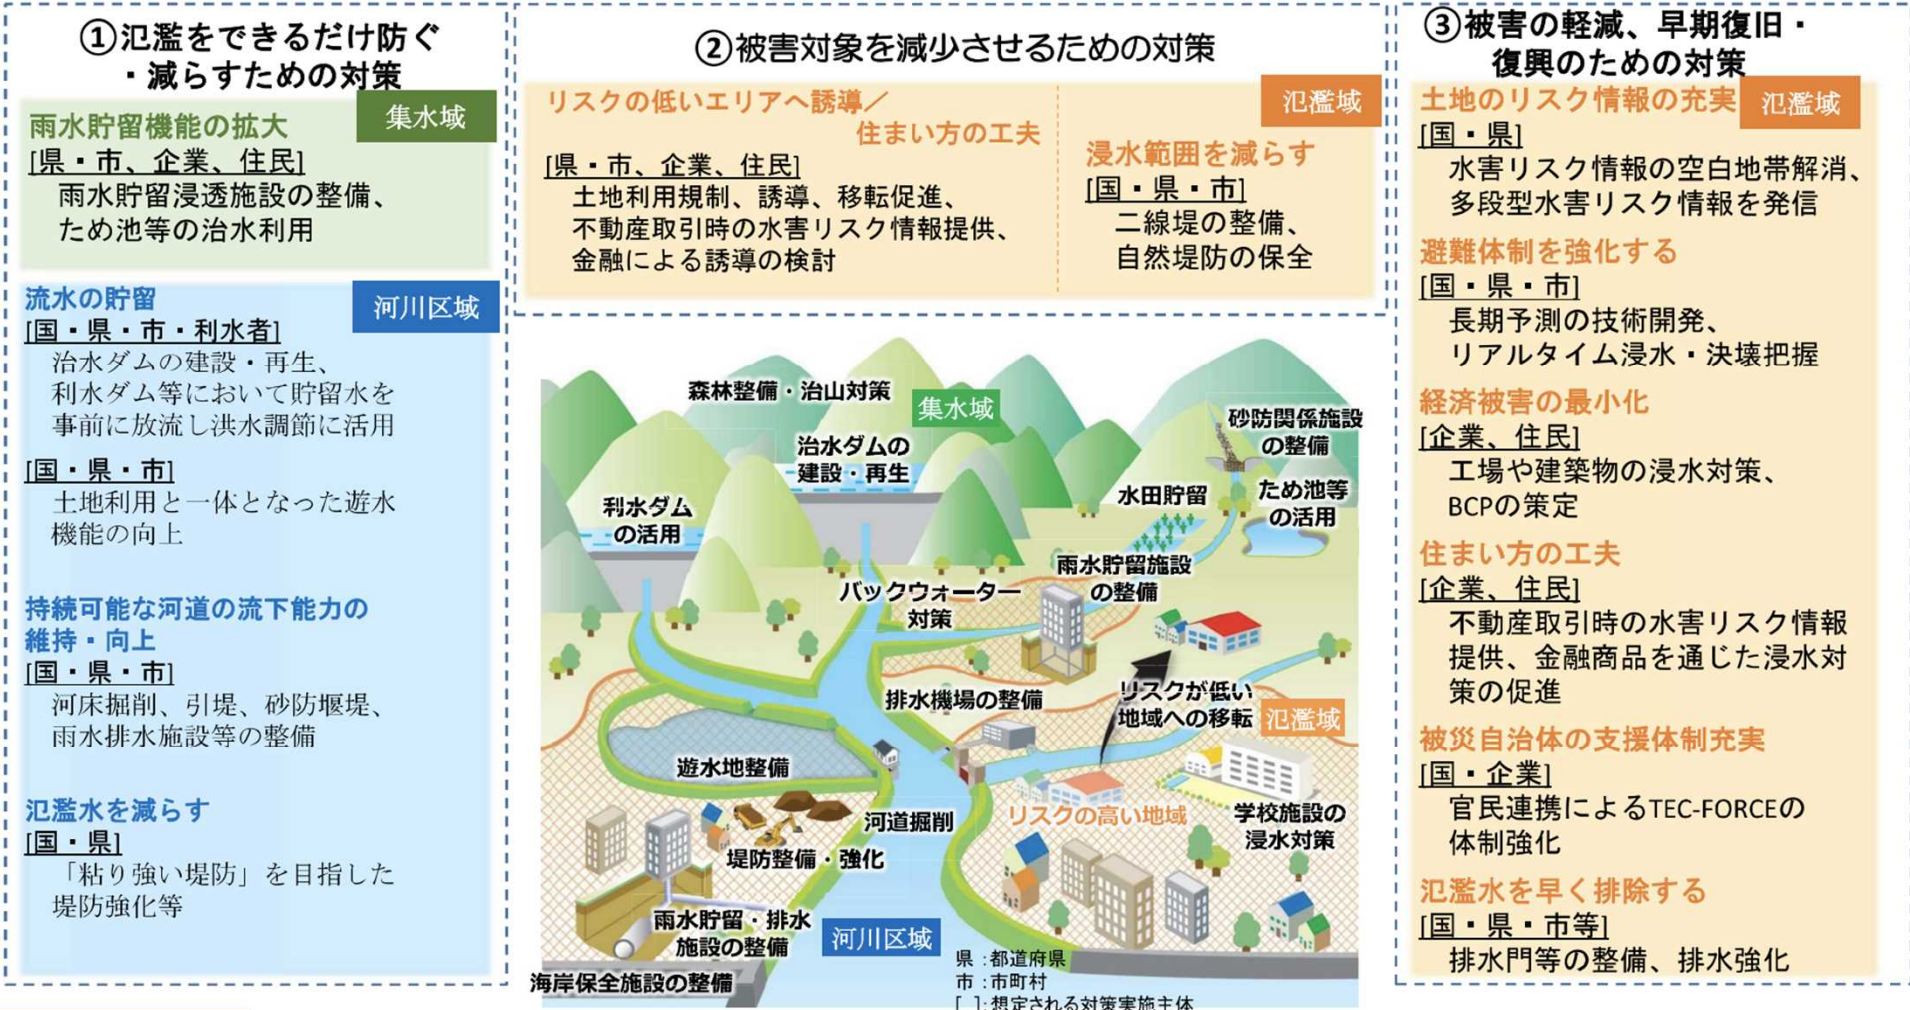 ①氾濫をできるだけ防ぐ
・減らすための対策
集水域
雨水貯留機能の拡大
[県・市、企業、住民]
雨水貯留浸透施設の整備、
ため池等の治水利用
河川区域
流水の貯留
[国・県・市・利水者]
治水ダムの建設・再生、
利水ダム等において貯留水を
事前に放流し洪水調節に活用
[国・県・市]
土地利用と一体となった遊水
機能の向上
持続可能な河道の流下能力の
維持・向上
[国・県・市]
河床掘削、引堤、砂防堰堤、
雨水排水施設等の整備
氾濫水を減らす
[国・県]
「粘り強い堤防」を目指した
堤防強化等
②被害対象を減少させるための対策
氾濫域
リスクの低いエリアへ誘導／
住まい方の工夫
[県・市、企業、住民]
土地利用規制、誘導、移転促進、
不動産取引時の水害リスク情報提供、
金融による誘導の検討
浸水範囲を減らす
[国・県・市]
二線堤の整備、
自然堤防の保全
森林整備・治山対策
集水域
治水ダムの
建設・再生
砂防関係施設
の整備
利水ダム
の活用
水田貯留
ため池等
の活用
雨水貯留施設
の整備
バックウォーター
対策
排水機場の整備
リスクが低い
地域への移転
氾濫域
遊水地整備
河道掘削
リスクの高い地域
学校施設の
浸水対策
堤防整備・強化
雨水貯留・排水
施設の整備
河川区域
海岸保全施設の整備
県：都道府県
市：市町村
[ ]：想定される対策実施主体
③被害の軽減、早期復旧・
復興のための対策
土地のリスク情報の充実
氾濫域
[国・県]
水害リスク情報の空白地帯解消、
多段型水害リスク情報を発信
避難体制を強化する
[国・県・市]
長期予測の技術開発、
リアルタイム浸水・決壊把握
経済被害の最小化
[企業、住民]
工場や建築物の浸水対策、
BCPの策定
住まい方の工夫
[企業、住民]
不動産取引時の水害リスク情報
提供、金融商品を通じた浸水対
策の促進
被災自治体の支援体制充実
[国・企業]
官民連携によるTEC-FORCEの
体制強化
氾濫水を早く排除する
[国・県・市等]
排水門等の整備、排水強化